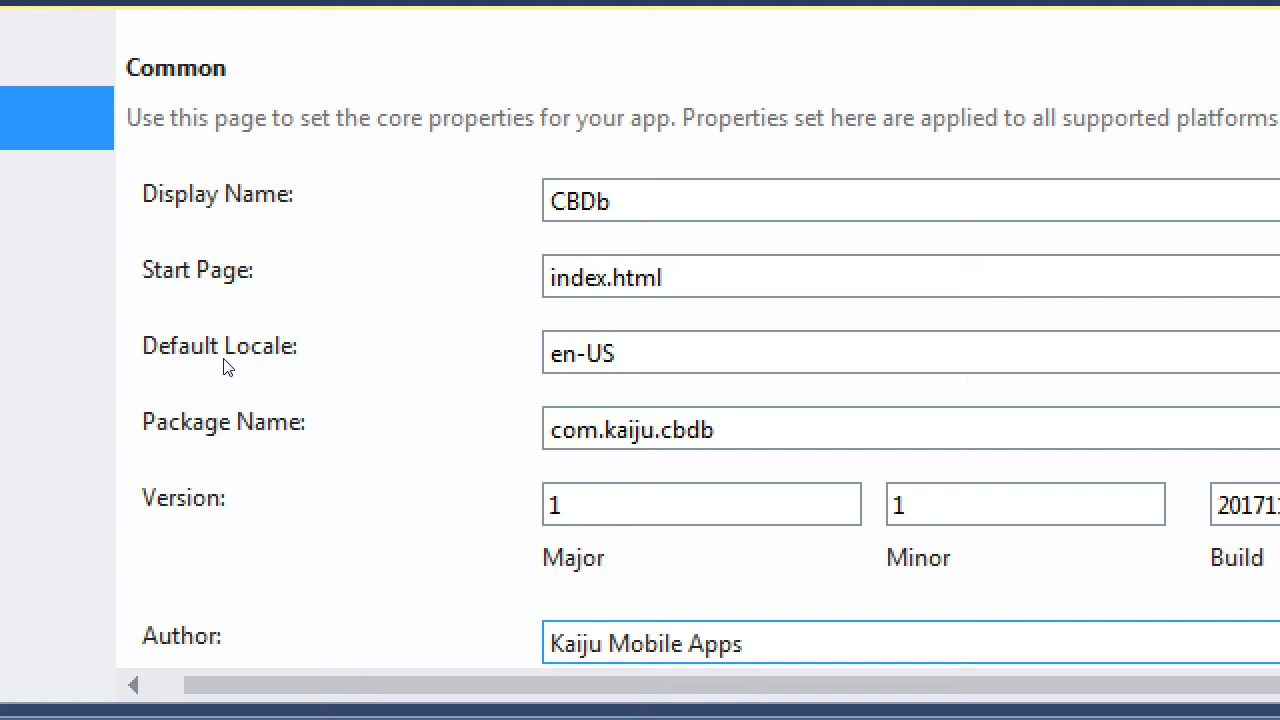 Common
Use this page to set the core properties for your app. Properties set here are applied to all supported platforms
Display Name: CBDb
Start Page: index.html
Default Locale: en-US
Package Name: com.kaiju.cbdb
Version: 1 1
Major Minor Build
Author: Kaiju Mobile Apps